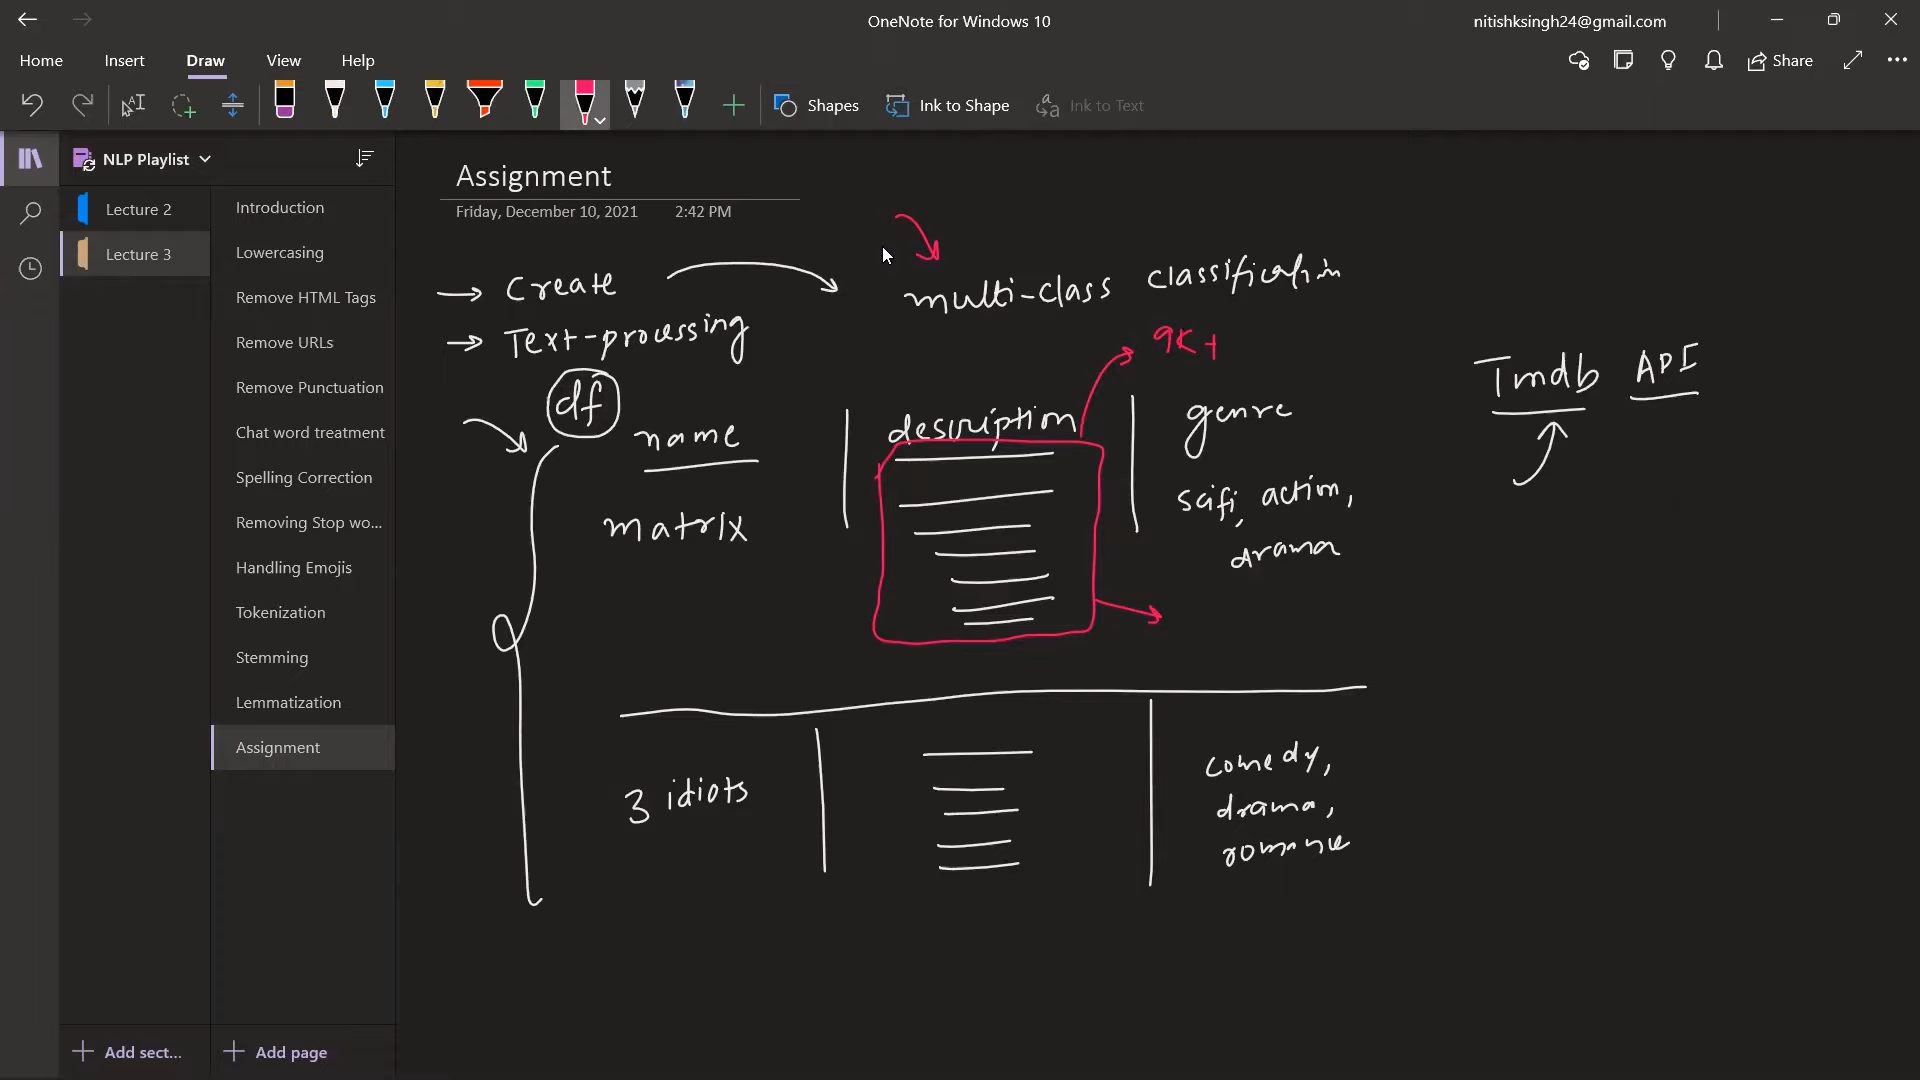 OneNote for Windows 10
nitishksingh24@gmail.com
Home Insert Draw View Help
Share
Shapes Ink to Shape Ink to Text
NLP Playlist
Lecture 2
Lecture 3
Introduction
Lowercasing
Remove HTML Tags
Remove URLs
Remove Punctuation
Chat word treatment
Spelling Correction
Removing Stop wo...
Handling Emojis
Tokenization
Stemming
Lemmatization
Assignment
Add sect...
Add page
Assignment
Friday, December 10, 2021 2:42 PM
→ Create multi-class classification
→ Text-processing
9K+
Tmdb API
df
name description genre
matrix scifi, action,
drama
3 idiots comedy,
drama,
romance